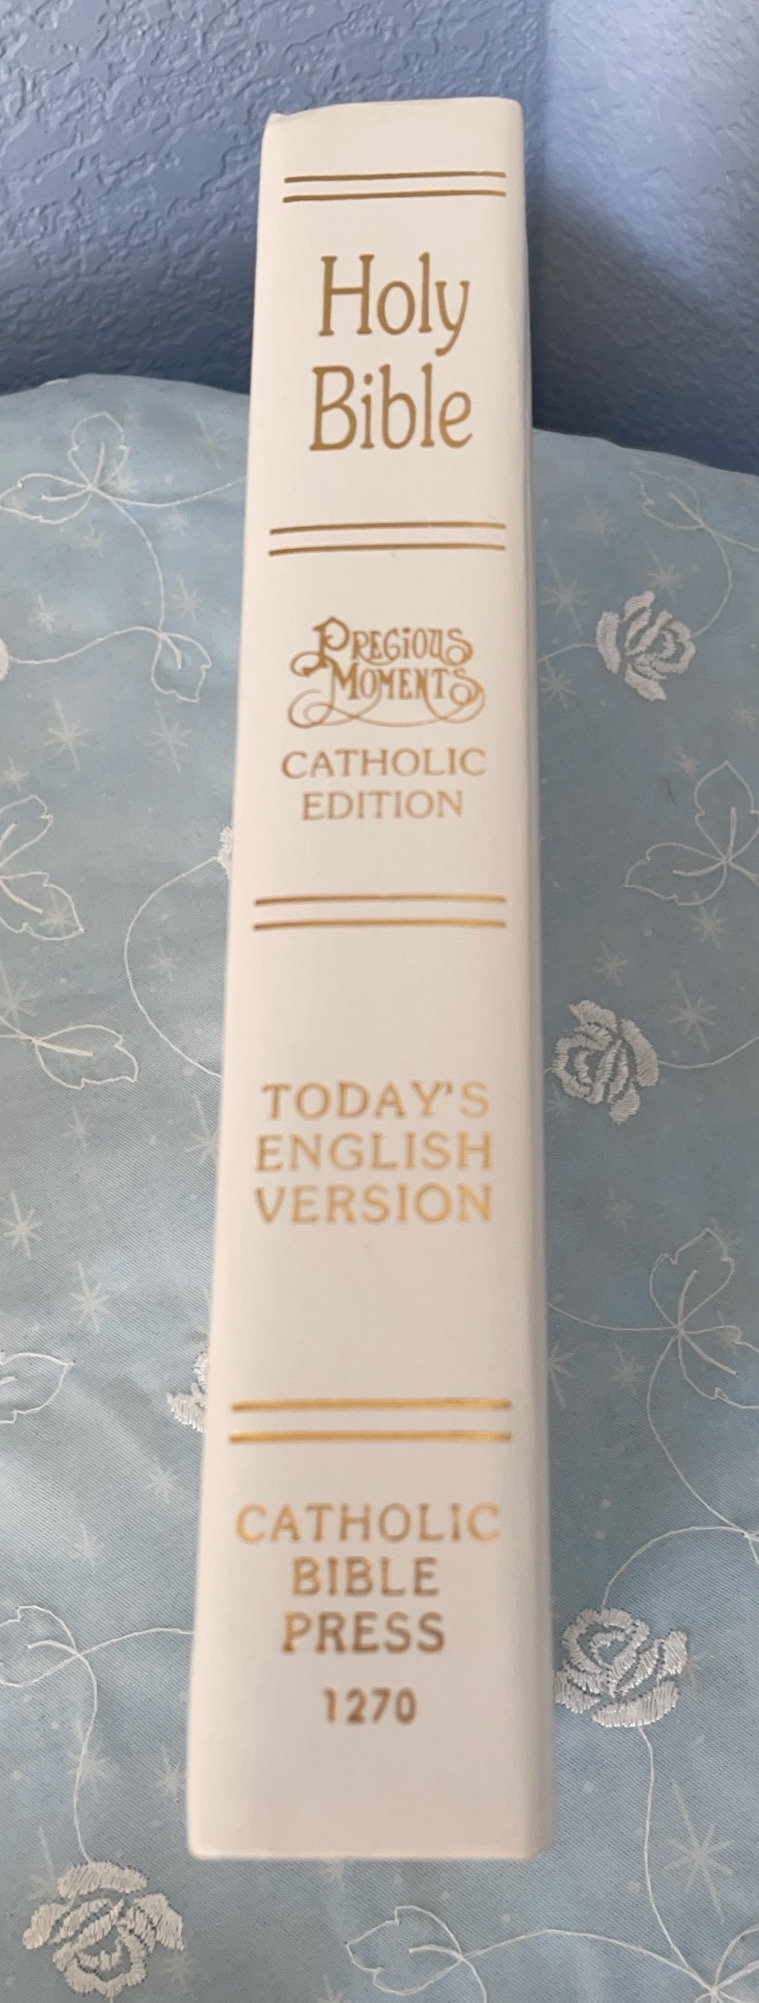 Holy
Bible
PRECIOUS
MOMENTS
CATHOLIC
EDITION
TODAY'S
ENGLISH
VERSION
CATHOLIC
BIBLE
PRESS
1270